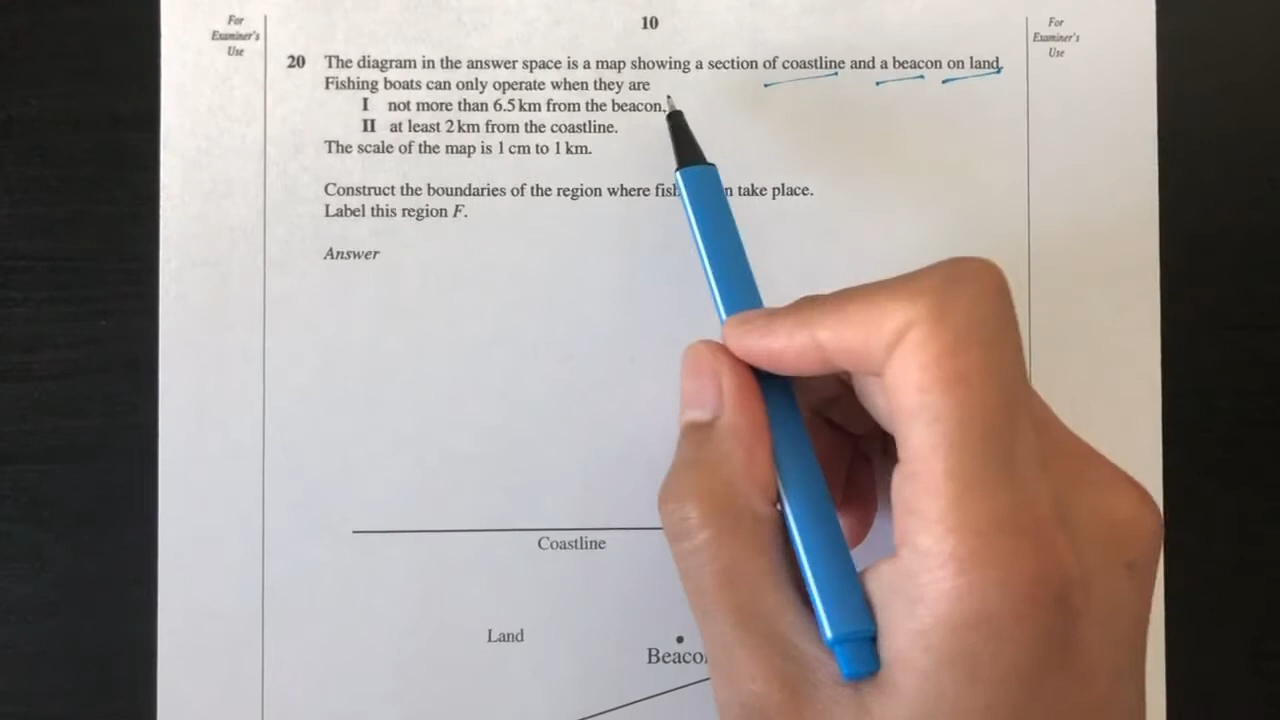 For
Examiner's
Use
10
For
Examiner's
Use
20 The diagram in the answer space is a map showing a section of coastline and a beacon on land.
Fishing boats can only operate when they are
I not more than 6.5 km from the beacon,
II at least 2 km from the coastline.
The scale of the map is 1 cm to 1 km.
Construct the boundaries of the region where take place.
Label this region F.
Answer
Coastline
Land